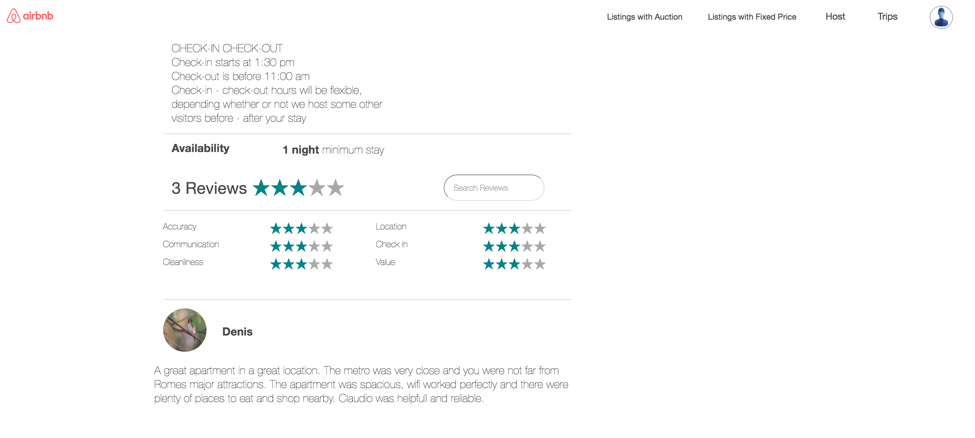 airbnb
Listings with Auction
Listings with Fixed Price
Host
Trips
CHECK-IN CHECK-OUT
Check-in starts at 1:30 pm
Check-out is before 11:00 am
Check-in - check-out hours will be flexible,
depending whether or not we host some other
visitors before - after your stay
Availability
1 night minimum stay
3 Reviews
Search Reviews
Accuracy
Location
Communication
Check in
Cleanliness
Value
Denis
A great apartment in a great location. The metro was very close and you were not far from
Romes major attractions. The apartment was spacious, wifi worked perfectly and there were
plenty of places to eat and shop nearby. Claudio was helpful and reliable.